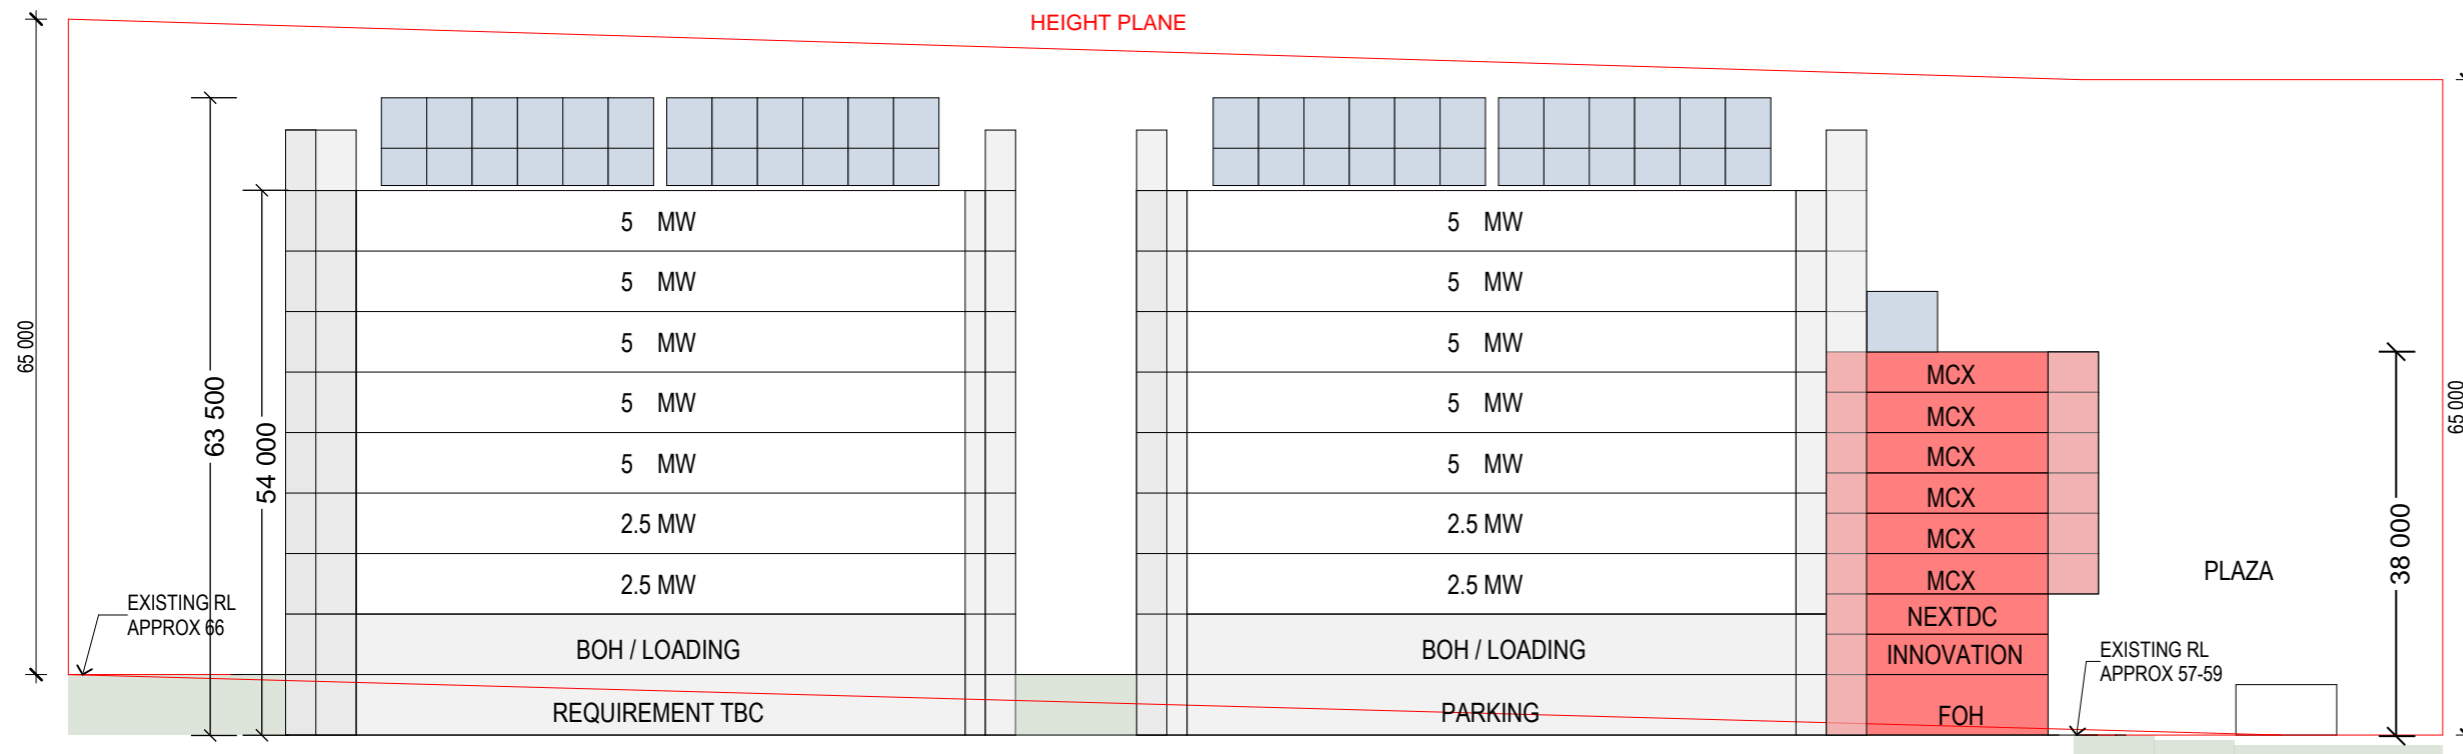 HEIGHT PLANE
65 000
63 500
54 000
5 MW
5 MW
5 MW
5 MW
5 MW
2.5 MW
2.5 MW
BOH / LOADING
REQUIREMENT TBC
EXISTING RL
APPROX 66
5 MW
5 MW
5 MW
5 MW
5 MW
2.5 MW
2.5 MW
BOH / LOADING
PARKING
MCX
MCX
MCX
MCX
MCX
MCX
NEXTDC
INNOVATION
FOH
PLAZA
EXISTING RL
APPROX 57-59
38 000
65 000